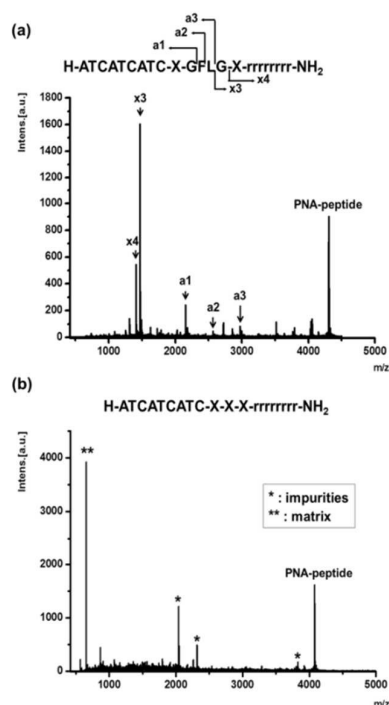 (a)
a3
a2
a1
H-ATCATCATC-X-GFLG-X-rrrrrrrr-NH2
x4
x3
Intens.[a.u.]
1800
1600
1400
1200
1000
800
600
400
200
0
x3
x4
a1
a2
a3
PNA-peptide
1000 2000 3000 4000 5000
m/z
(b)
H-ATCATCATC-X-X-X-rrrrrrrr-NH2
Intens.[a.u.]
4000
3000
2000
1000
0
**
* : impurities
** : matrix
PNA-peptide
*
*
*
1000 2000 3000 4000 5000
m/z